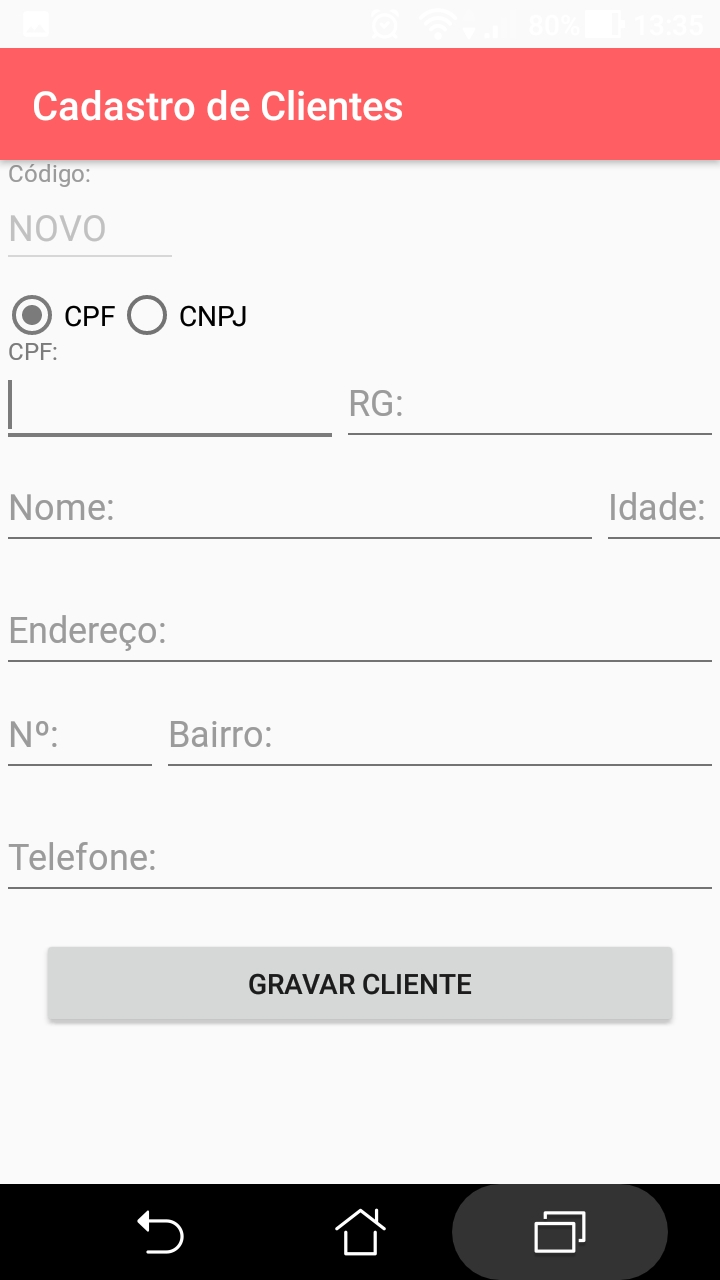 80% 13:35
Cadastro de Clientes
Código:
NOVO
CPF CNPJ
CPF:
RG:
Nome: Idade:
Endereço:
Nº: Bairro:
Telefone:
GRAVAR CLIENTE